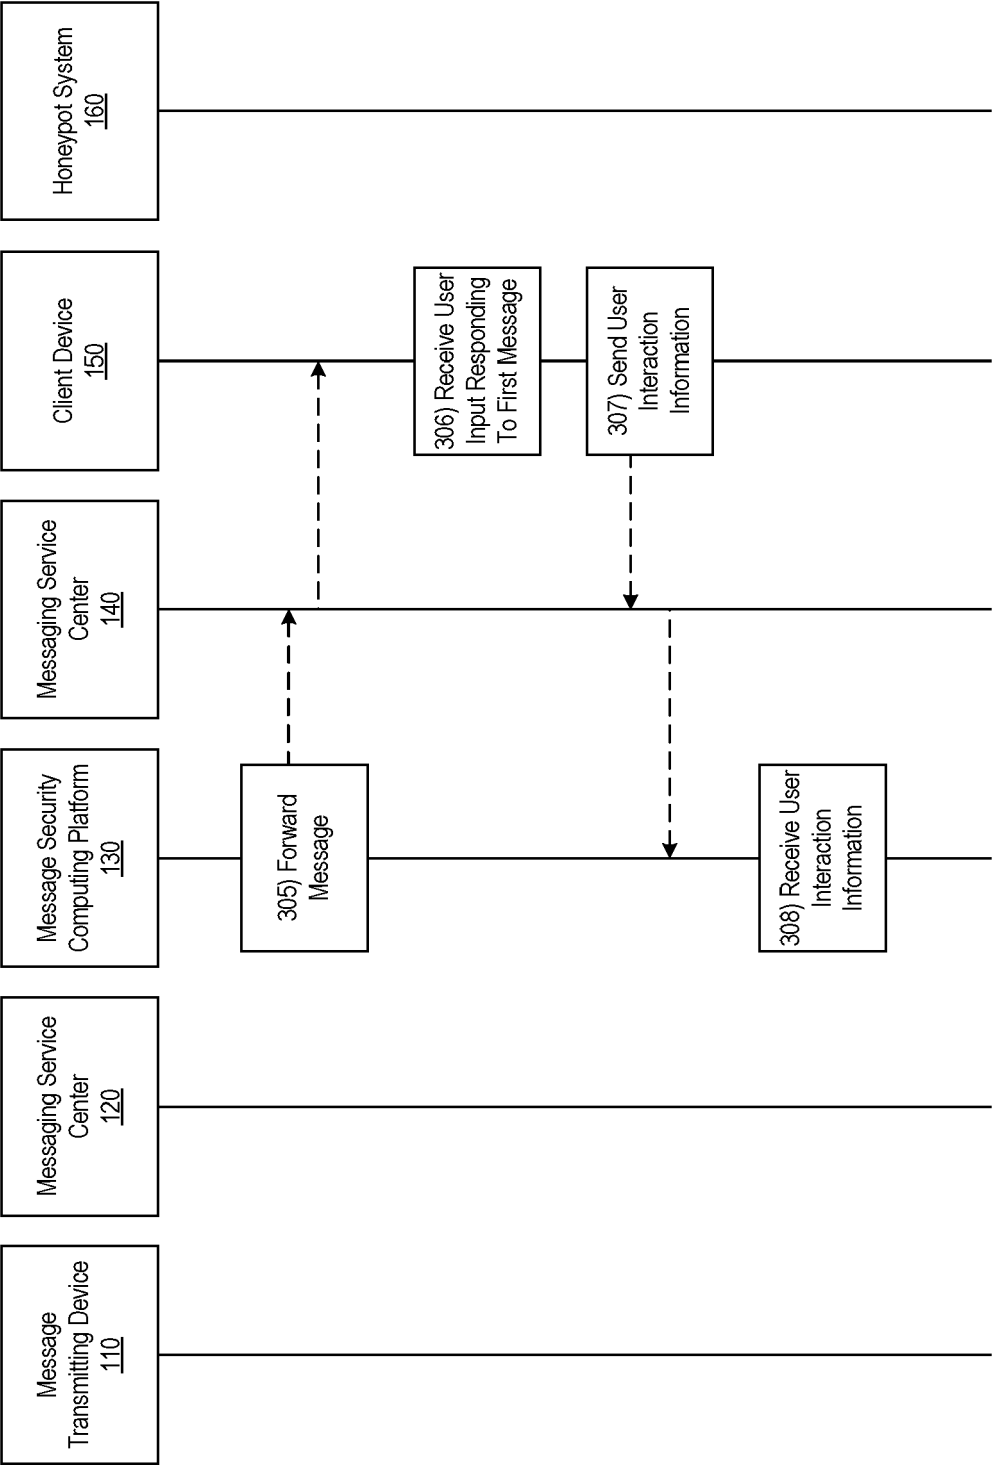 Message
Transmitting Device
110
Messaging Service
Center
120
Message Security
Computing Platform
130
Messaging Service
Center
140
Client Device
150
Honeypot System
160
305) Forward
Message
306) Receive User
Input Responding
To First Message
307) Send User
Interaction
Information
308) Receive User
Interaction
Information